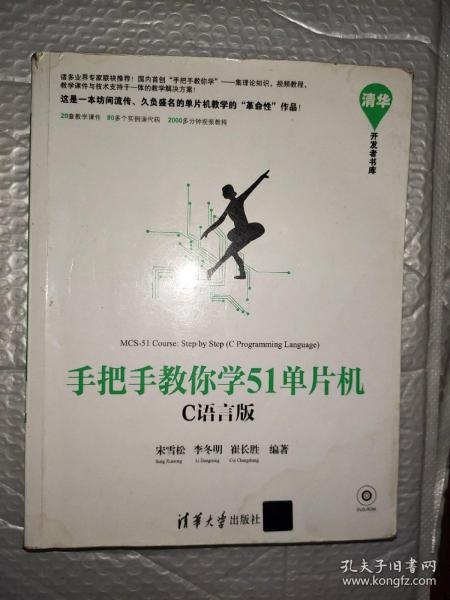 诸多业界专家联袂推荐！国内首创“手把手教你学”——集理论知识、视频教程、
教学课件与技术支持于一体的教学解决方案！
这是一本坊间流传、久负盛名的单片机教学的“革命性”作品！
20章教学课件 80多个实例源代码 2000多分钟视频教程
清华
开发者书库
MCS-51 Course: Step by Step (C Programming Language)
手把手教你学51单片机
C语言版
宋雪松 李冬明 崔长胜 编著
Song Xuesong Li Dongming Cui Changsheng
清华大学出版社
DVD-ROM
孔夫子旧书网
www.kongfz.com